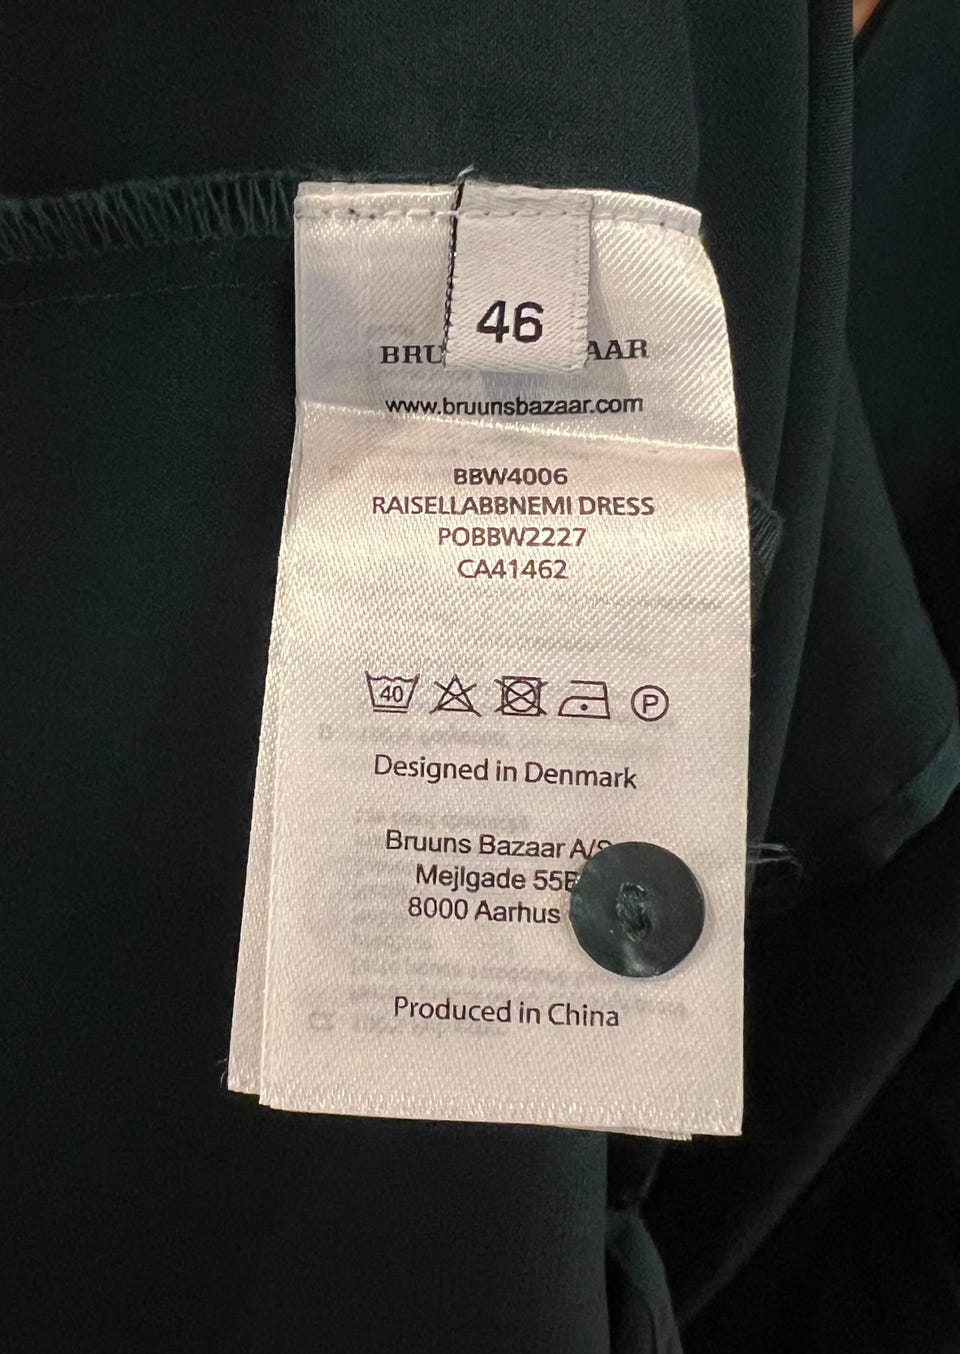 46
BRU AAR
www.bruunsbazaar.com
BBW4006
RAISELLABBNEMI DRESS
POBBW2227
CA41462
40 P
Designed in Denmark
Bruuns Bazaar A/S
Mejlgade 55B
8000 Aarhus
Produced in China